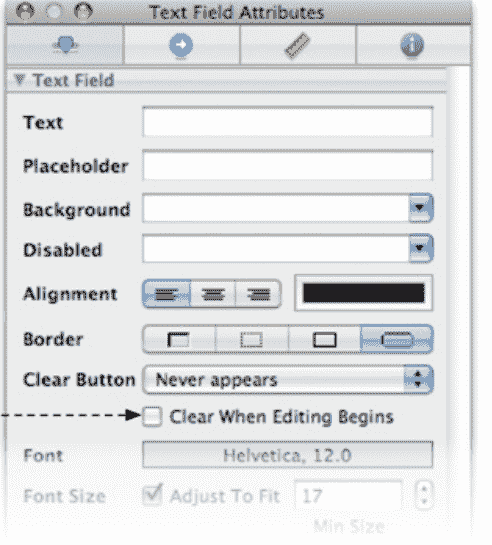 Text Field Attributes
Text Field
Text
Placeholder
Background
Disabled
Alignment
Border
Clear Button Never appears
Clear When Editing Begins
Font Helvetica, 12.0
Font Size Adjust To Fit 17
Min Size